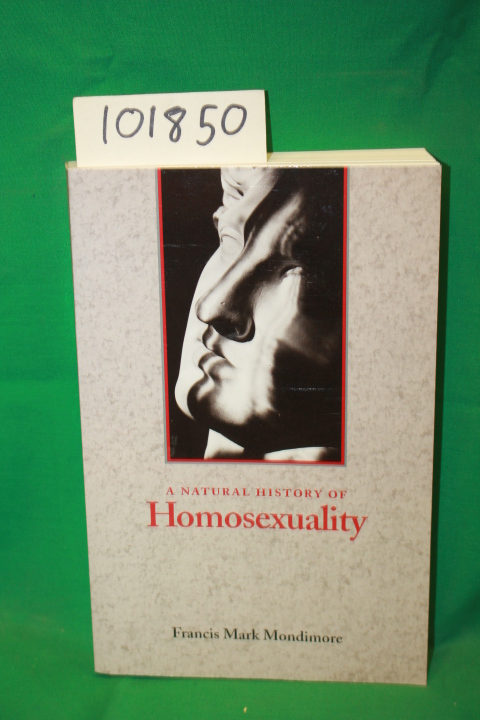 101850
A NATURAL HISTORY OF
Homosexuality
Francis Mark Mondimore